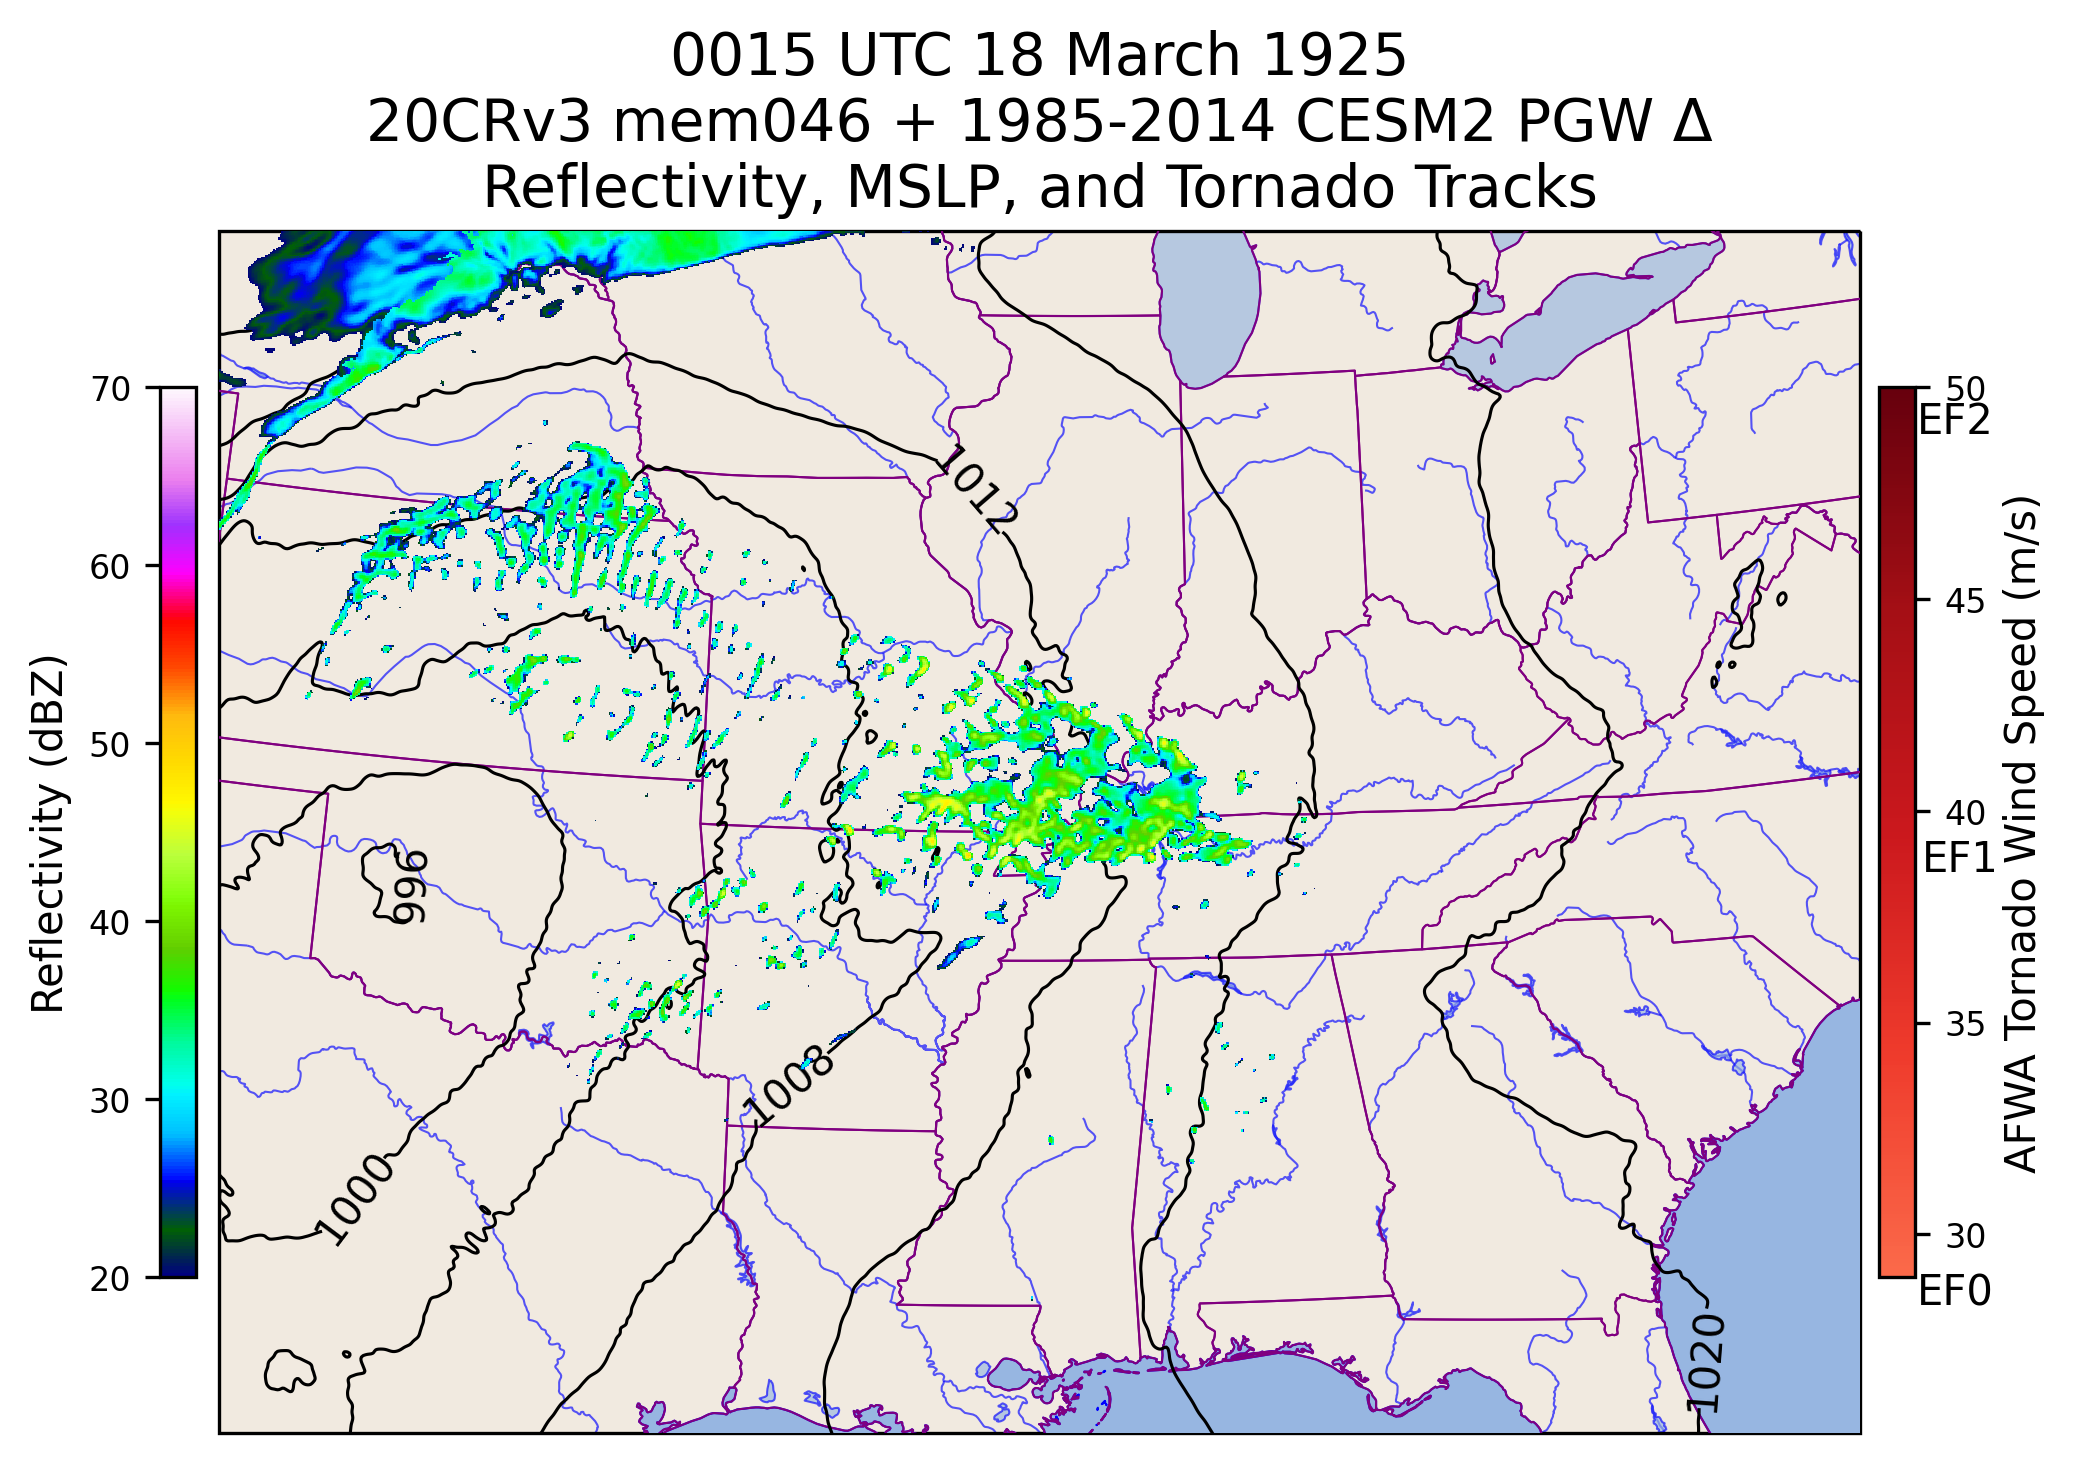 0015 UTC 18 March 1925
20CRv3 mem046 + 1985-2014 CESM2 PGW Δ
Reflectivity, MSLP, and Tornado Tracks
Reflectivity (dBZ)
70
60
50
40
30
20
1012
996
1008
1000
1020
50
EF2
45
40
EF1
35
30
EF0
AFWA Tornado Wind Speed (m/s)